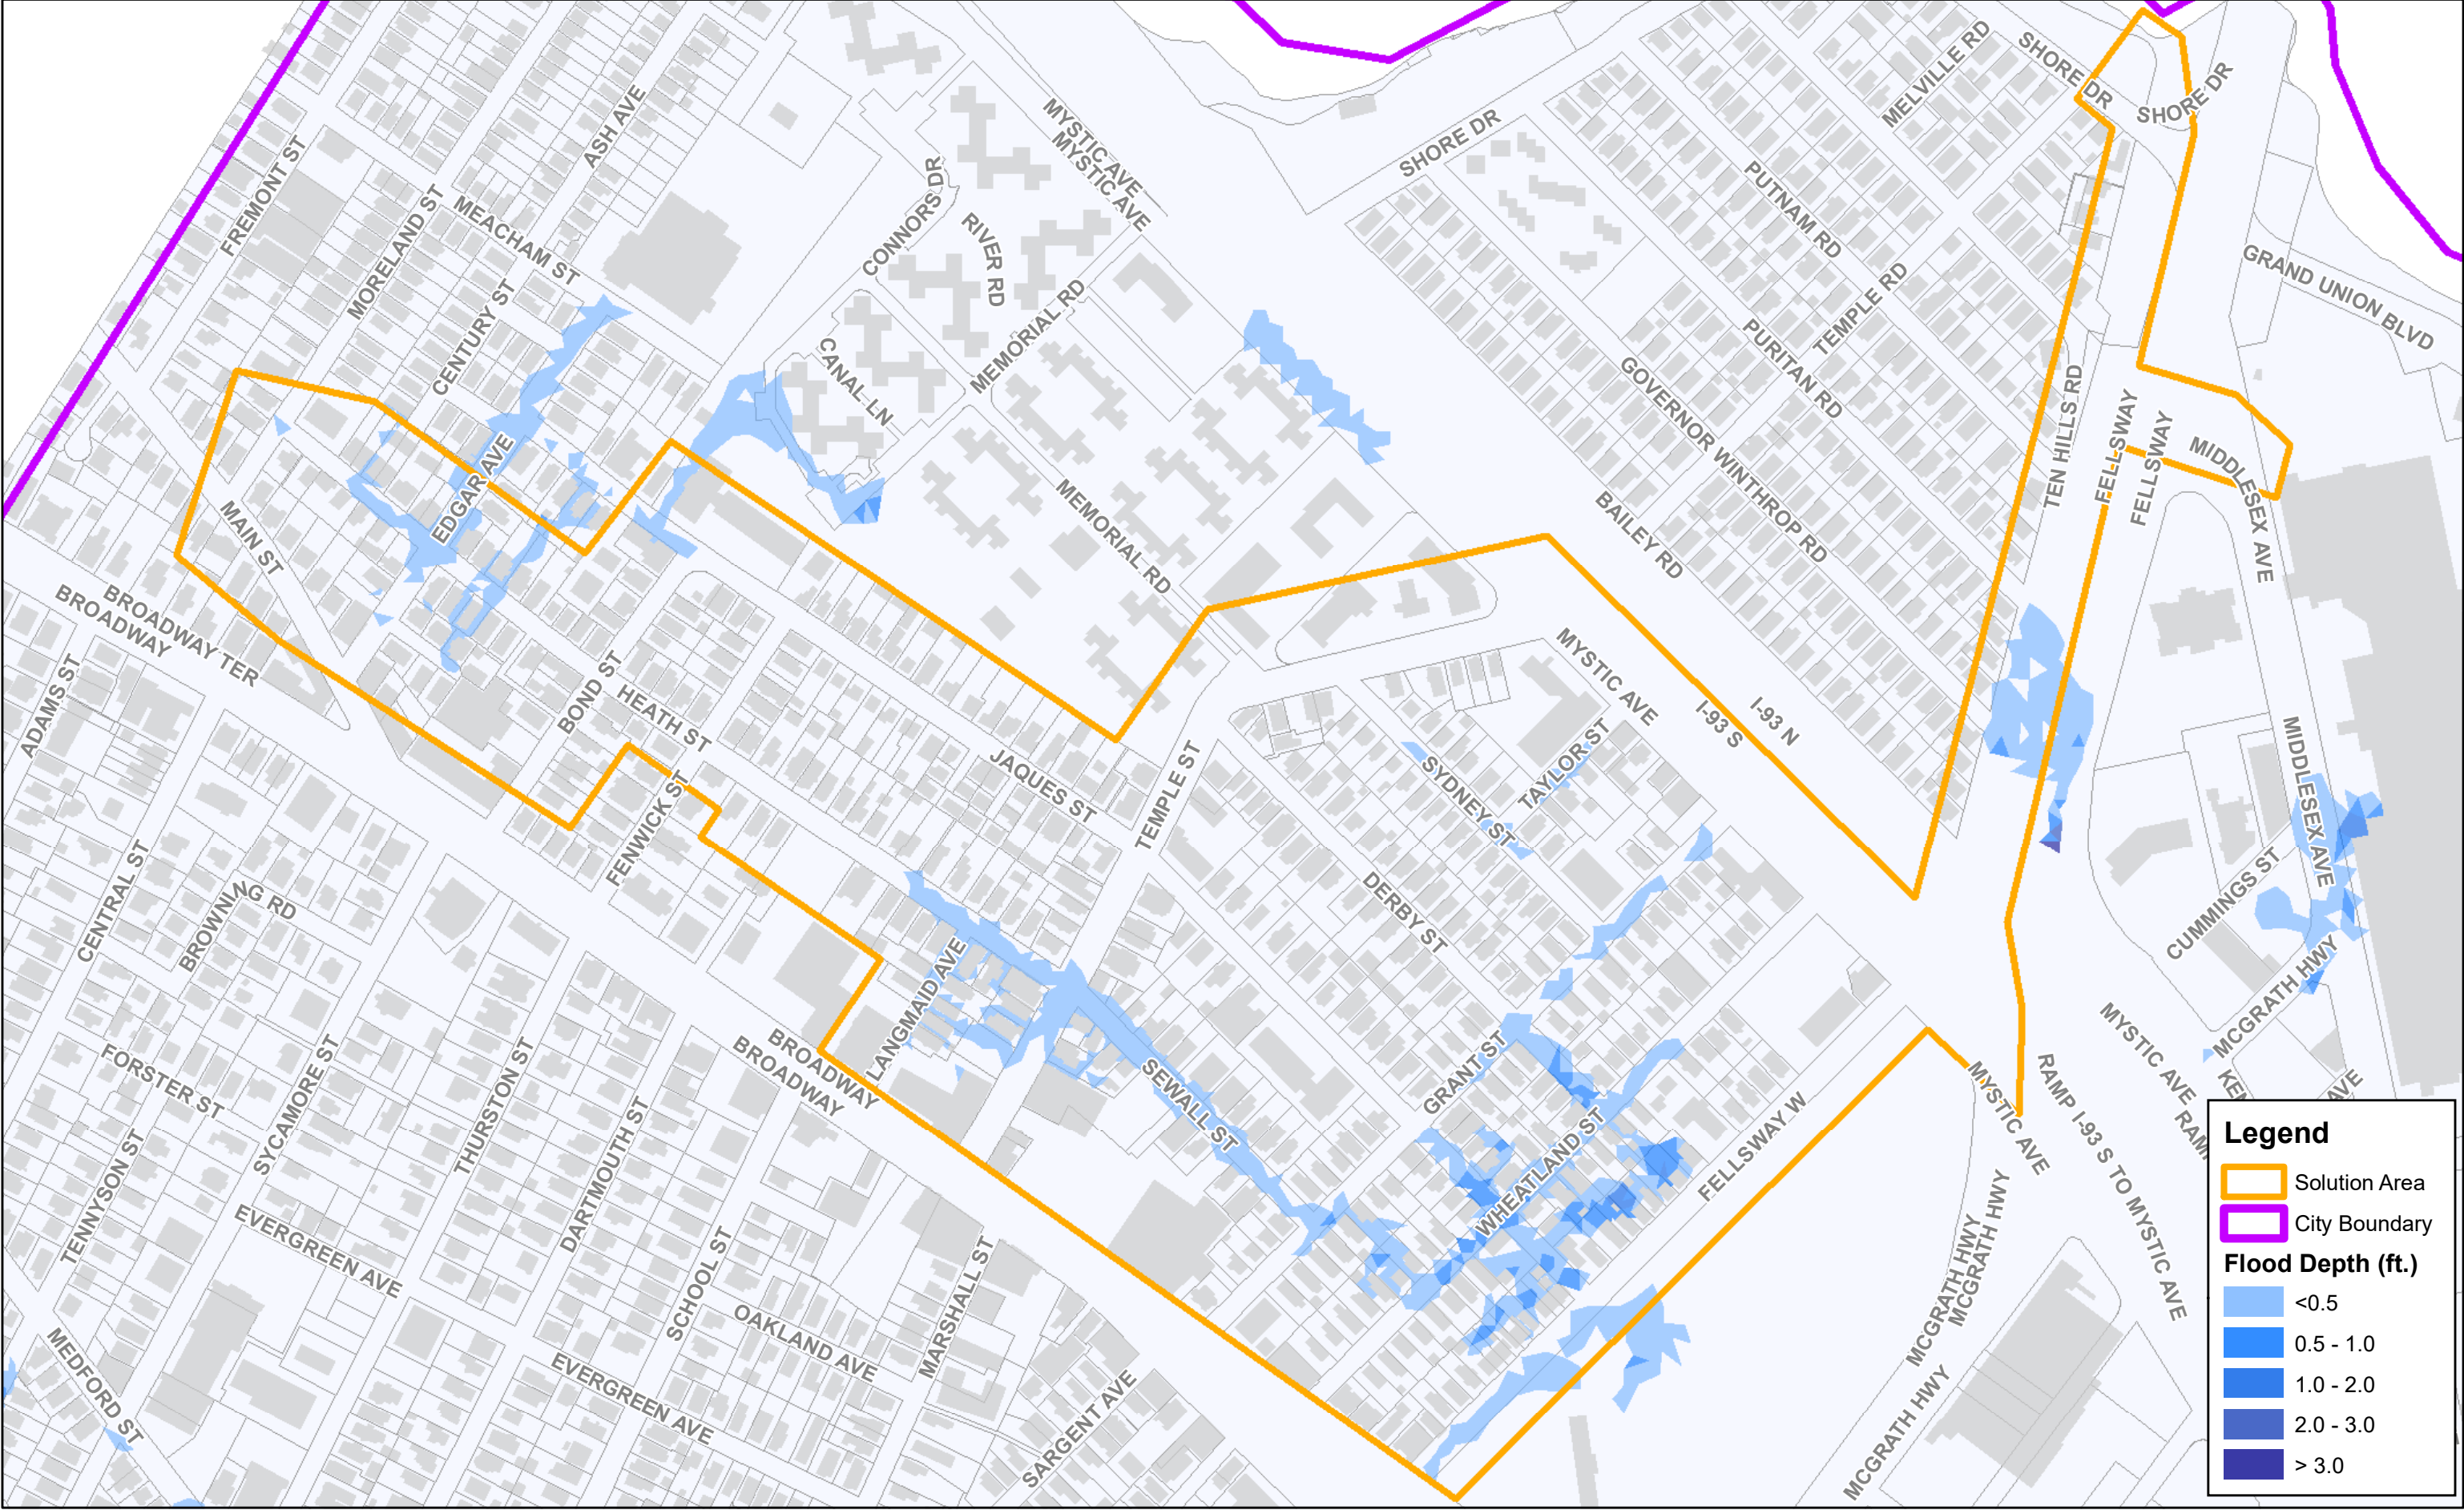 SHORE DR
MELVILLE RD
SHORE DR
ASH AVE
MYSTIC AVE
MYSTIC AVE
SHORE DR
FREMONT ST
MORELAND ST
MEACHAM ST
CONNORS DR
RIVER RD
PUTNAM RD
GRAND UNION BLVD
CENTURY ST
CANAL LN
MEMORIAL RD
TEMPLE RD
PURITAN RD
GOVERNOR WINTHROP RD
TEN HILLS RD
FELLSWAY
FELLSWAY
MIDDLESEX AVE
EDGAR AVE
MAIN ST
MEMORIAL RD
BAILEY RD
BROADWAY TER
BROADWAY
ADAMS ST
BOND ST
HEATH ST
MYSTIC AVE
I-93 S
I-93 N
JAQUES ST
TEMPLE ST
SYDNEY ST
TAYLOR ST
MIDDLESEX AVE
FENWICK ST
CENTRAL ST
BROWNING RD
DERBY ST
CUMMINGS ST
LANGMAID AVE
MCGRATH HWY
BROADWAY
BROADWAY
FORSTER ST
SYCAMORE ST
THURSTON ST
DARTMOUTH ST
SEWALL ST
GRANT ST
WHEATLAND ST
FELLSWAY W
MYSTIC AVE
RAMP I-93 S TO MYSTIC AVE
MYSTIC AVE
AVE
TENNYSON ST
EVERGREEN AVE
SCHOOL ST
OAKLAND AVE
MARSHALL ST
MCGRATH HWY
MCGRATH HWY
MEDFORD ST
EVERGREEN AVE
SARGENT AVE
MCGRATH HWY
Legend
Solution Area
City Boundary
Flood Depth (ft.)
<0.5
0.5 - 1.0
1.0 - 2.0
2.0 - 3.0
> 3.0